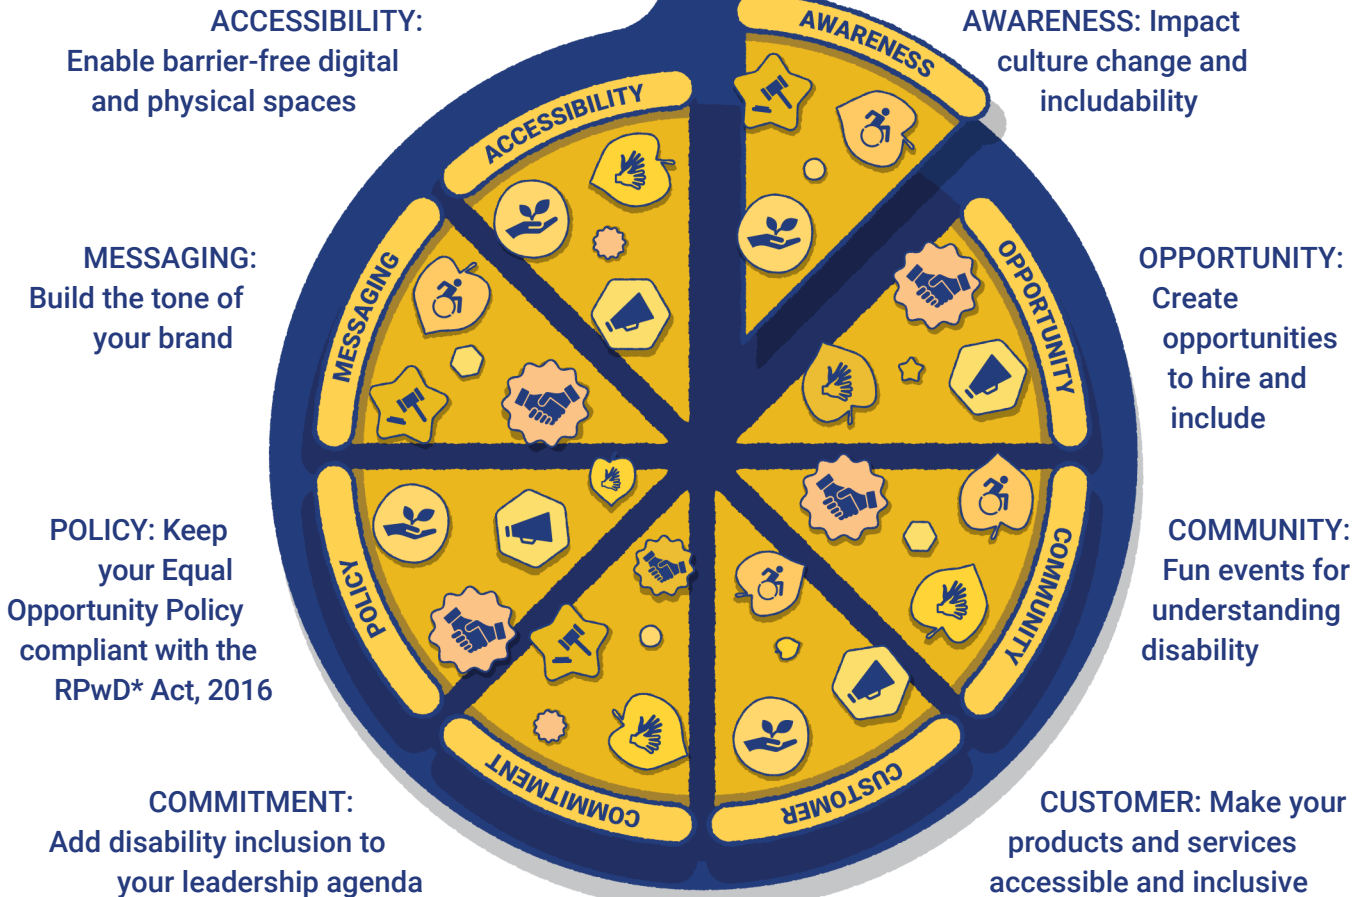 ACCESSIBILITY:
Enable barrier-free digital
and physical spaces
AWARENESS: Impact
culture change and
includability
MESSAGING:
Build the tone of
your brand
OPPORTUNITY:
Create
opportunities
to hire and
include
POLICY: Keep
your Equal
Opportunity Policy
compliant with the
RPwD* Act, 2016
COMMUNITY:
Fun events for
understanding
disability
COMMITMENT:
Add disability inclusion to
your leadership agenda
CUSTOMER: Make your
products and services
accessible and inclusive
AWARENESS
OPPORTUNITY
COMMUNITY
CUSTOMER
COMMITMENT
POLICY
MESSAGING
ACCESSIBILITY